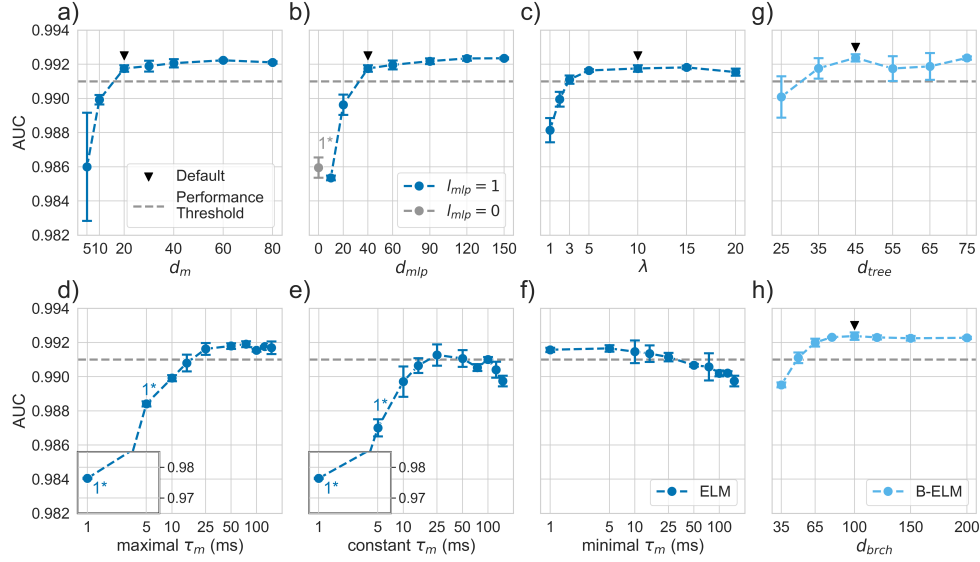 a)
b)
c)
g)
0.994
0.992
0.990
0.988
0.986
0.984
0.982
AUC
Default
Performance
Threshold
1*
l_mlp = 1
l_mlp = 0
5 10 20 40 60 80
0 20 40 60 90 120 150
1 3 5 10 15 20
25 35 45 55 65 75
d_m
d_mlp
λ
d_tree
d)
e)
f)
h)
0.994
0.992
0.990
0.988
0.986
0.984
0.982
AUC
1*
1*
0.98
0.97
1*
1*
0.98
0.97
ELM
B-ELM
1 5 10 25 50 100
1 5 10 25 50 100
1 5 10 25 50 100
35 65 100 150 200
maximal τ_m (ms)
constant τ_m (ms)
minimal τ_m (ms)
d_brch